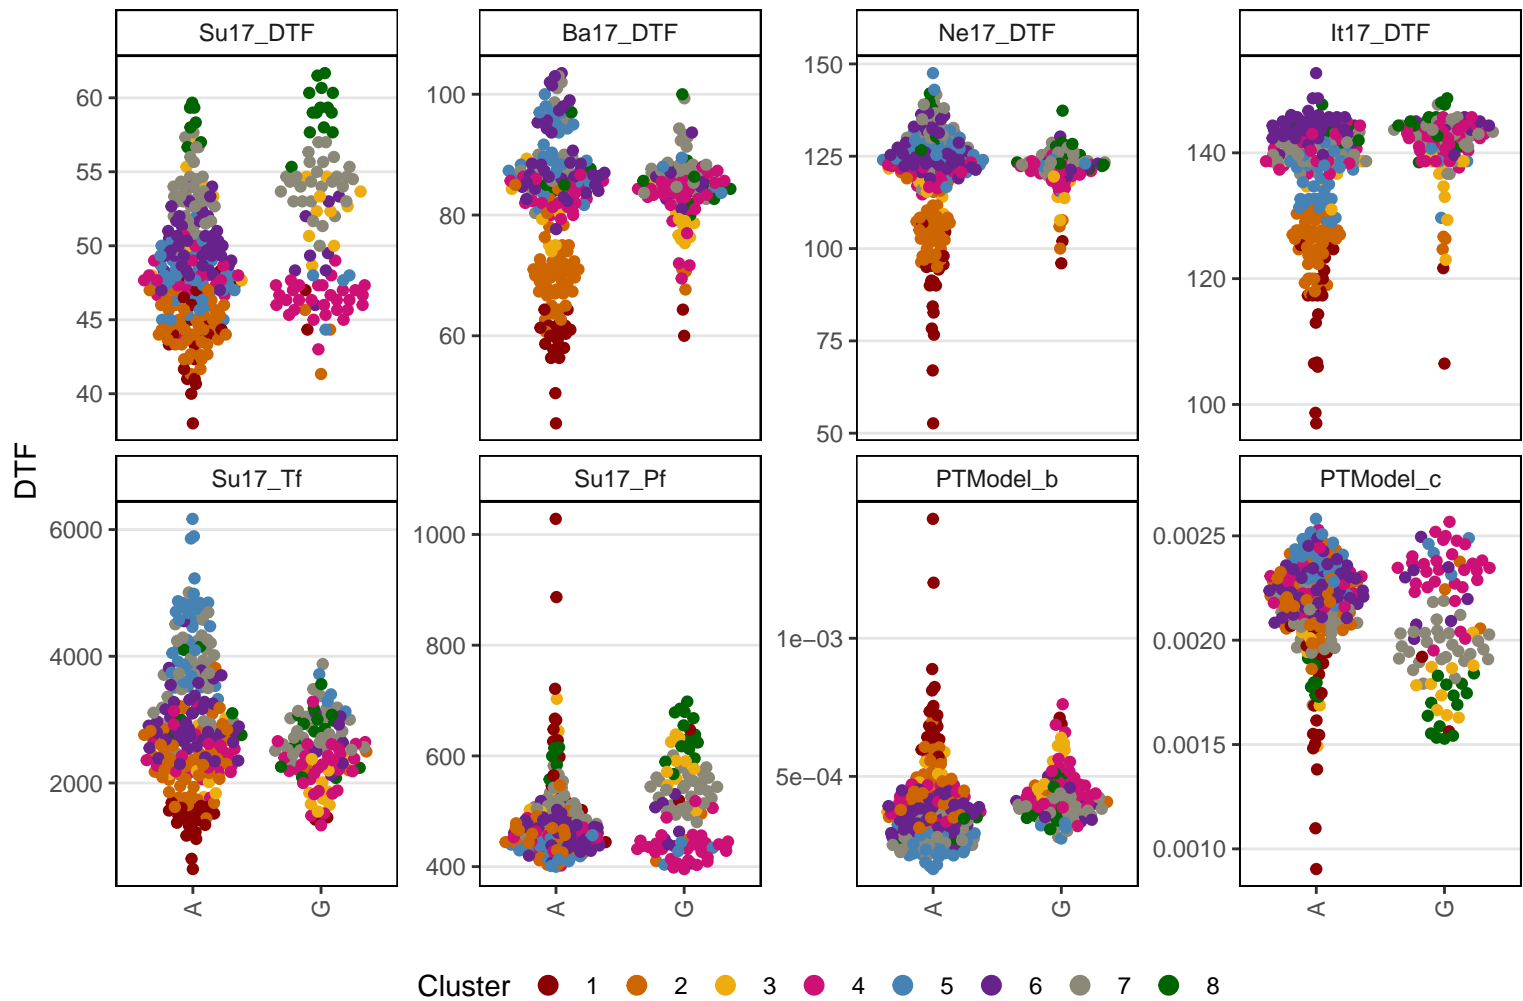 Su17_DTF
Ba17_DTF
Ne17_DTF
It17_DTF
60
55
50
45
40
100
80
60
150
125
100
75
50
140
120
100
DTF
Su17_Tf
Su17_Pf
PTModel_b
PTModel_c
6000
4000
2000
1000
800
600
400
1e−03
5e−04
0.0025
0.0020
0.0015
0.0010
A G A G A G A G
Cluster 1 2 3 4 5 6 7 8